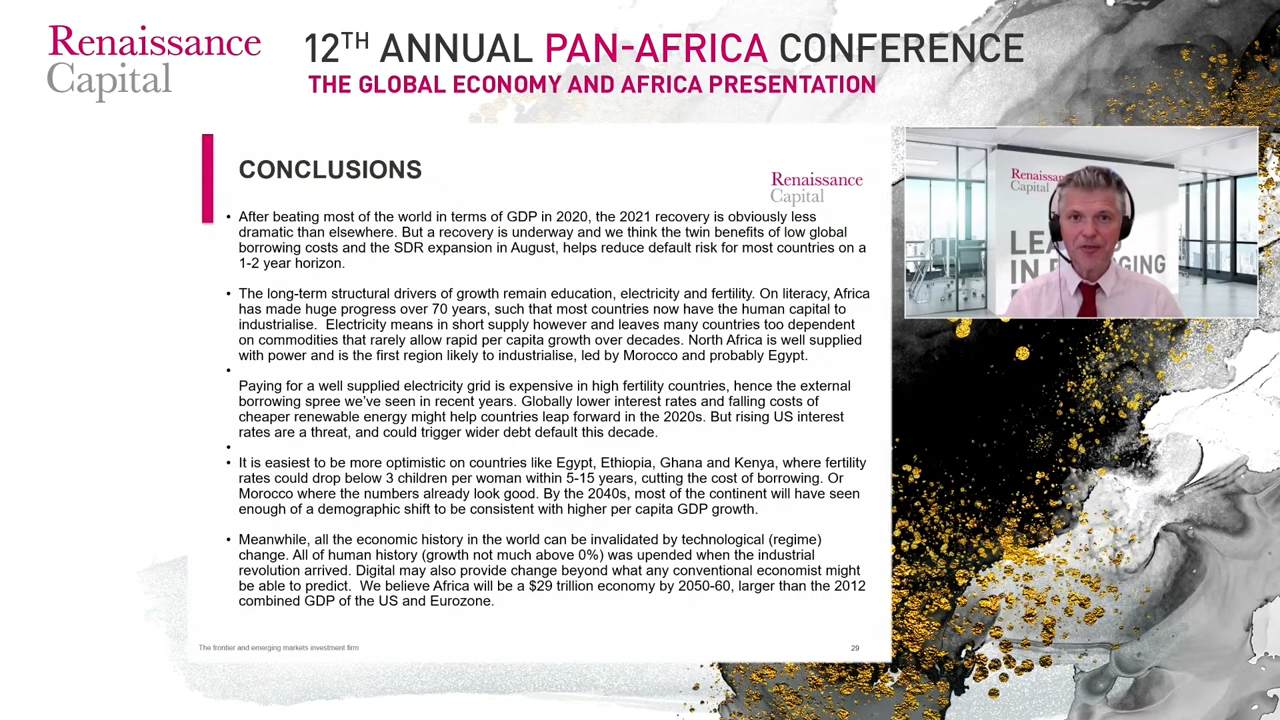 Renaissance
Capital
12TH ANNUAL PAN-AFRICA CONFERENCE
THE GLOBAL ECONOMY AND AFRICA PRESENTATION
CONCLUSIONS
Renaissance
Capital
• After beating most of the world in terms of GDP in 2020, the 2021 recovery is obviously less
dramatic than elsewhere. But a recovery is underway and we think the twin benefits of low global
borrowing costs and the SDR expansion in August, helps reduce default risk for most countries on a
1-2 year horizon.
• The long-term structural drivers of growth remain education, electricity and fertility. On literacy, Africa
has made huge progress over 70 years, such that most countries now have the human capital to
industrialise. Electricity means in short supply however and leaves many countries too dependent
on commodities that rarely allow rapid per capita growth over decades. North Africa is well supplied
with power and is the first region likely to industrialise, led by Morocco and probably Egypt.
•
Paying for a well supplied electricity grid is expensive in high fertility countries, hence the external
borrowing spree we've seen in recent years. Globally lower interest rates and falling costs of
cheaper renewable energy might help countries leap forward in the 2020s. But rising US interest
rates are a threat, and could trigger wider debt default this decade.
•
• It is easiest to be more optimistic on countries like Egypt, Ethiopia, Ghana and Kenya, where fertility
rates could drop below 3 children per woman within 5-15 years, cutting the cost of borrowing. Or
Morocco where the numbers already look good. By the 2040s, most of the continent will have seen
enough of a demographic shift to be consistent with higher per capita GDP growth.
• Meanwhile, all the economic history in the world can be invalidated by technological (regime)
change. All of human history (growth not much above 0%) was upended when the industrial
revolution arrived. Digital may also provide change beyond what any conventional economist might
be able to predict. We believe Africa will be a $29 trillion economy by 2050-60, larger than the 2012
combined GDP of the US and Eurozone.
The frontier and emerging markets investment firm
29
Capital
IN
GING